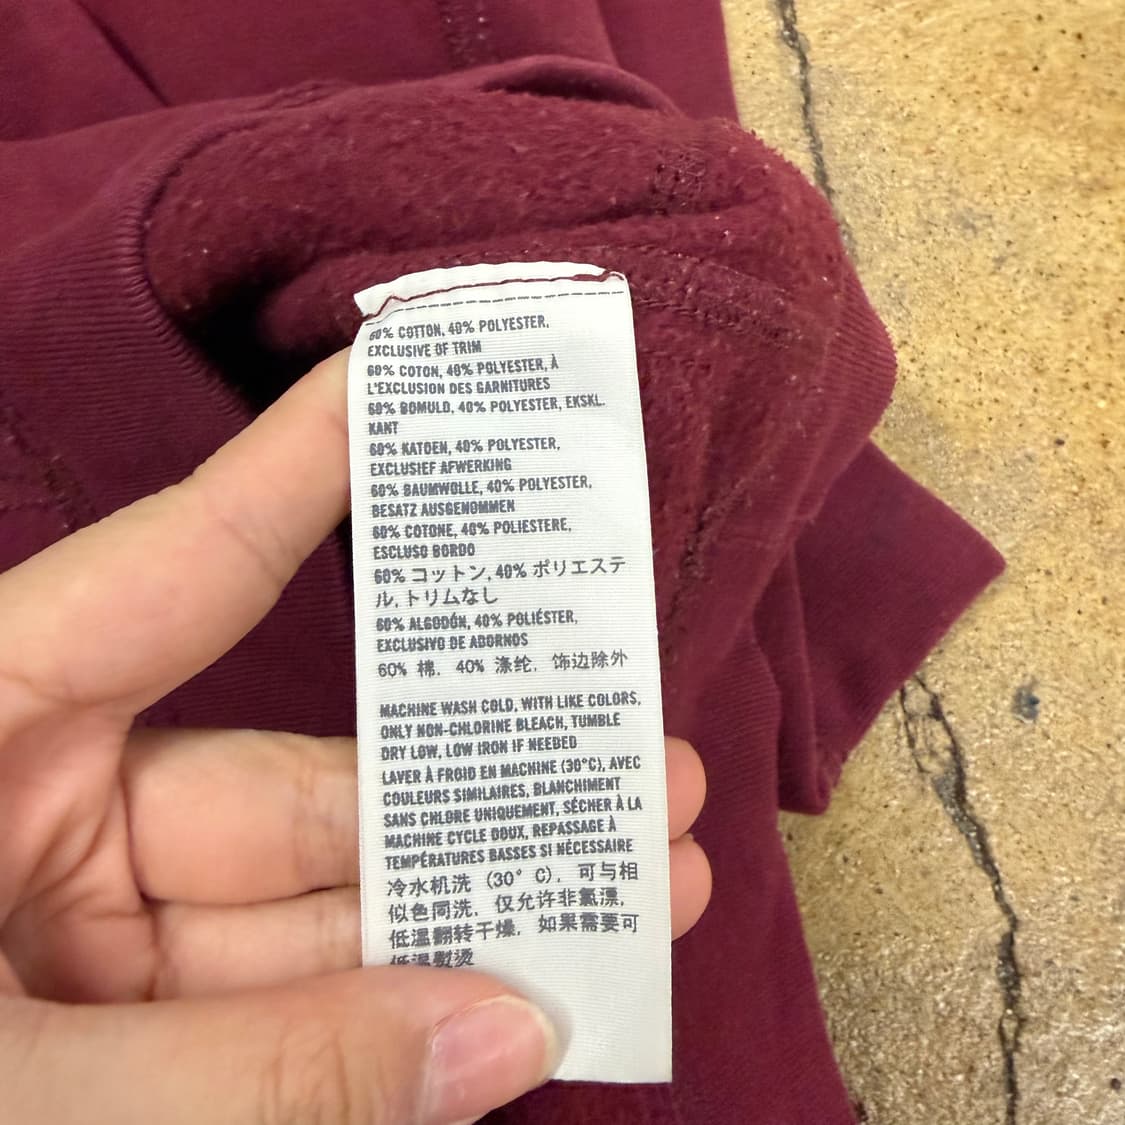 60% COTTON, 40% POLYESTER,
EXCLUSIVE OF TRIM
60% COTON, 40% POLYESTER, À
L'EXCLUSION DES GARNITURES
60% BOMULD, 40% POLYESTER, EKSKL.
KANT
60% KATOEN, 40% POLYESTER,
EXCLUSIEF AFWERKING
60% BAUMWOLLE, 40% POLYESTER,
BESATZ AUSGENOMMEN
60% COTONE, 40% POLIESTERE,
ESCLUSO BORDO
60% コットン, 40% ポリエステ
ル, トリムなし
60% ALGODÓN, 40% POLIÉSTER,
EXCLUSIVO DE ADORNOS
60% 棉, 40% 涤纶, 饰边除外
MACHINE WASH COLD, WITH LIKE COLORS,
ONLY NON-CHLORINE BLEACH, TUMBLE
DRY LOW, LOW IRON IF NEEDED
LAVER À FROID EN MACHINE (30°C), AVEC
COULEURS SIMILAIRES, BLANCHIMENT
SANS CHLORE UNIQUEMENT, SÉCHER À LA
MACHINE CYCLE DOUX, REPASSAGE À
TEMPÉRATURES BASSES SI NÉCESSAIRE
冷水机洗 (30° C), 可与相
似色同洗, 仅允许非氯漂,
低温翻转干燥, 如果需要可
低温熨烫